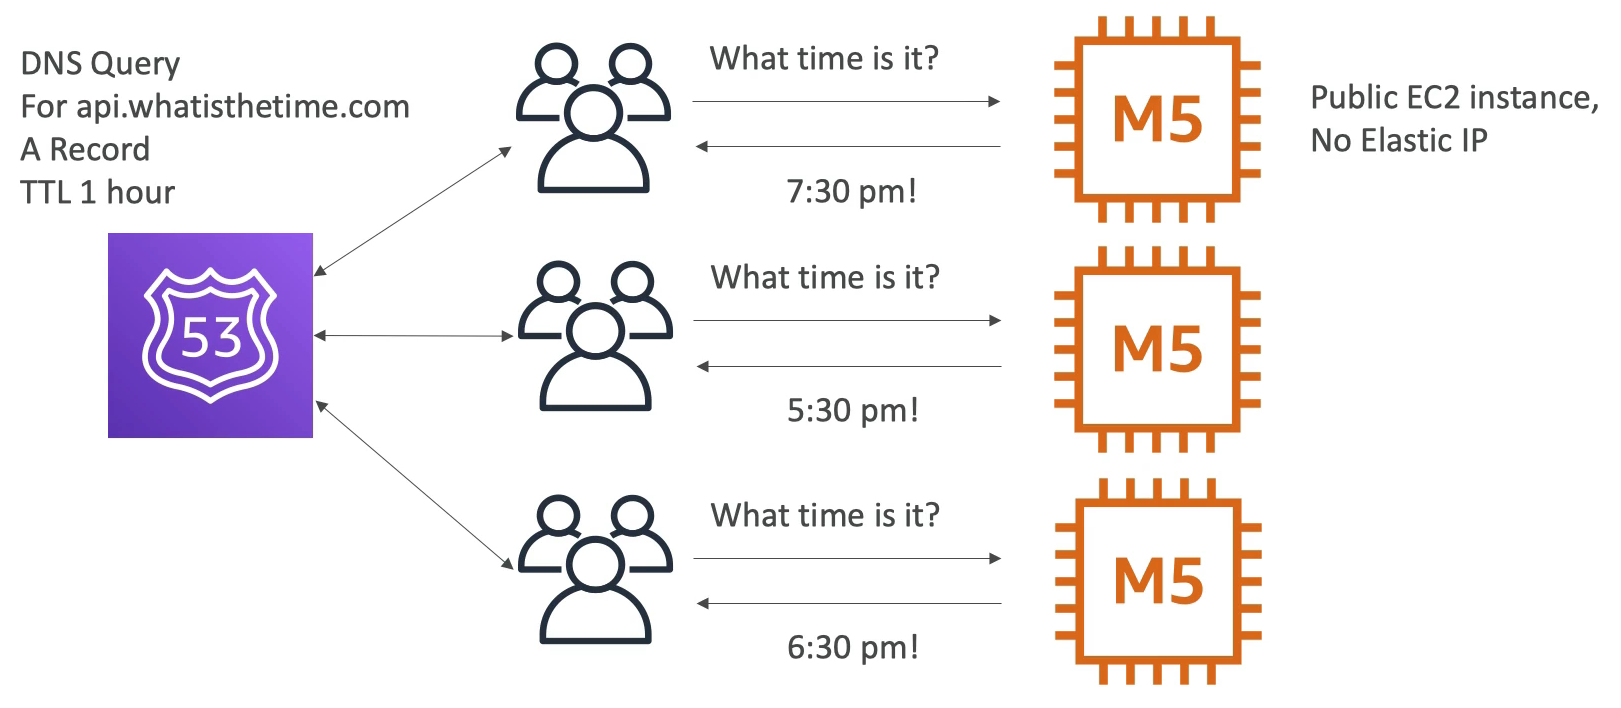 DNS Query
For api.whatisthetime.com
A Record
TTL 1 hour
53
What time is it?
7:30 pm!
M5
Public EC2 instance,
No Elastic IP
What time is it?
5:30 pm!
M5
What time is it?
6:30 pm!
M5